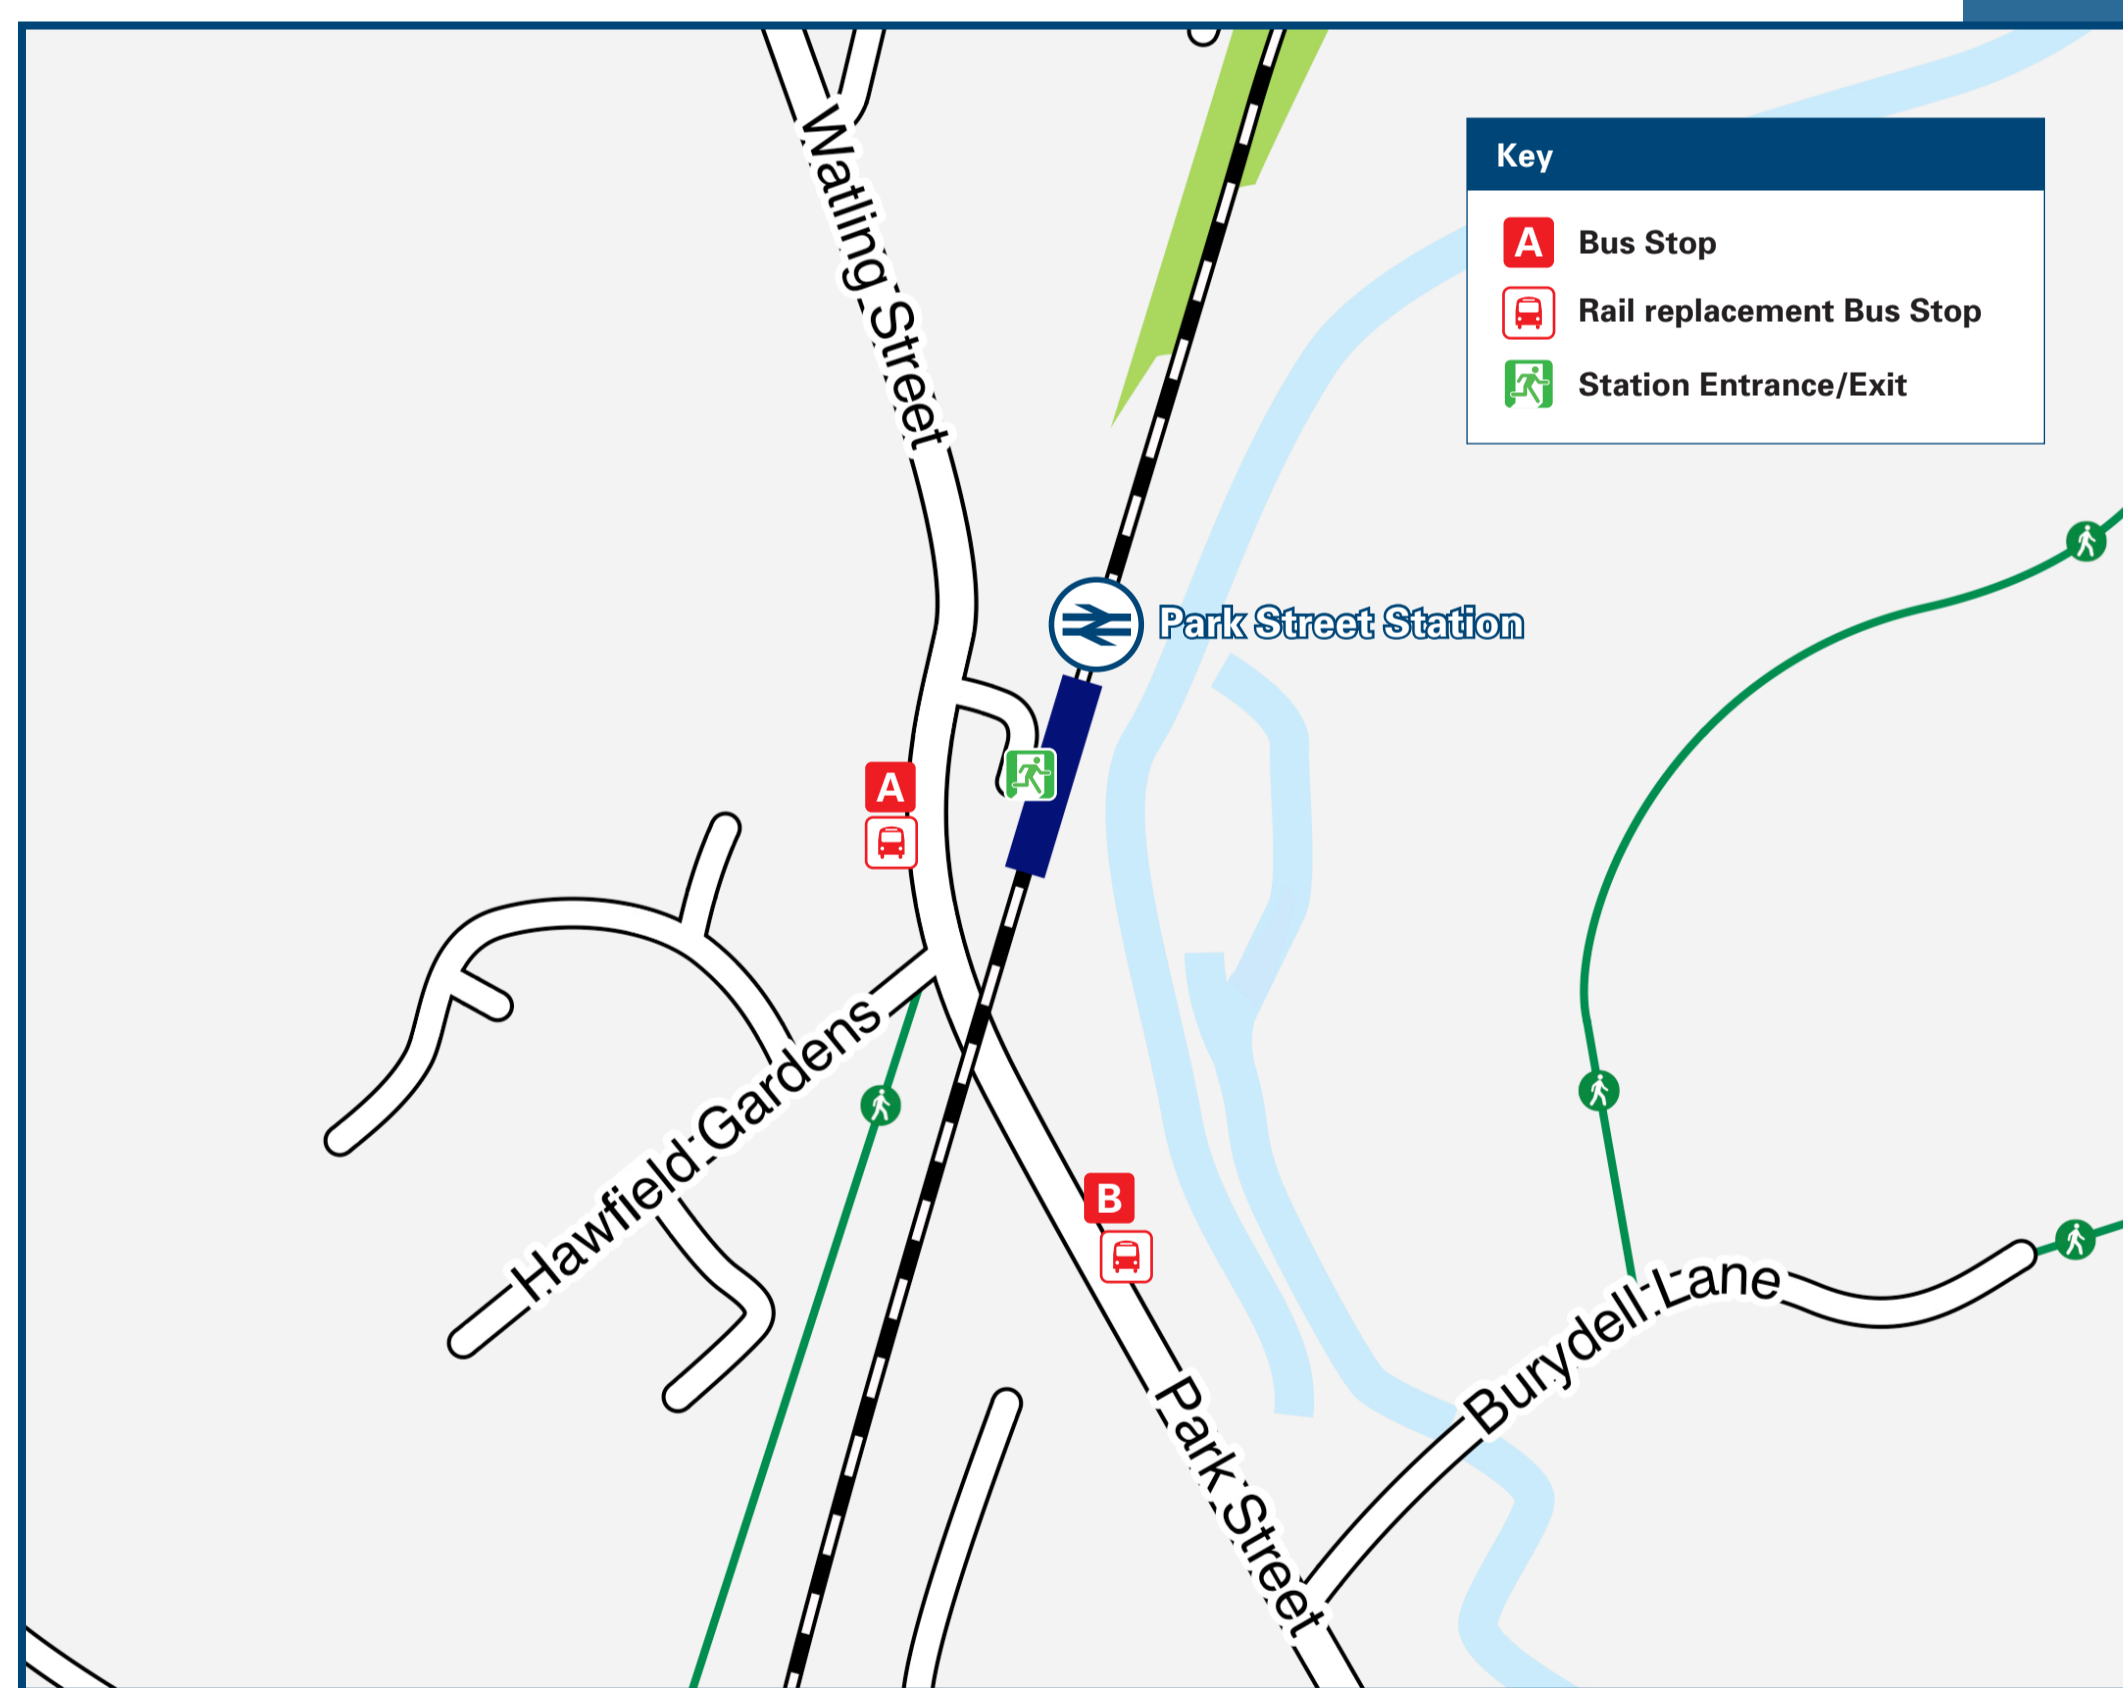 Watling Street
Key
A Bus Stop
Rail replacement Bus Stop
Station Entrance/Exit
Park Street Station
A
Hawfield Gardens
B
Burydell Lane
Park Street